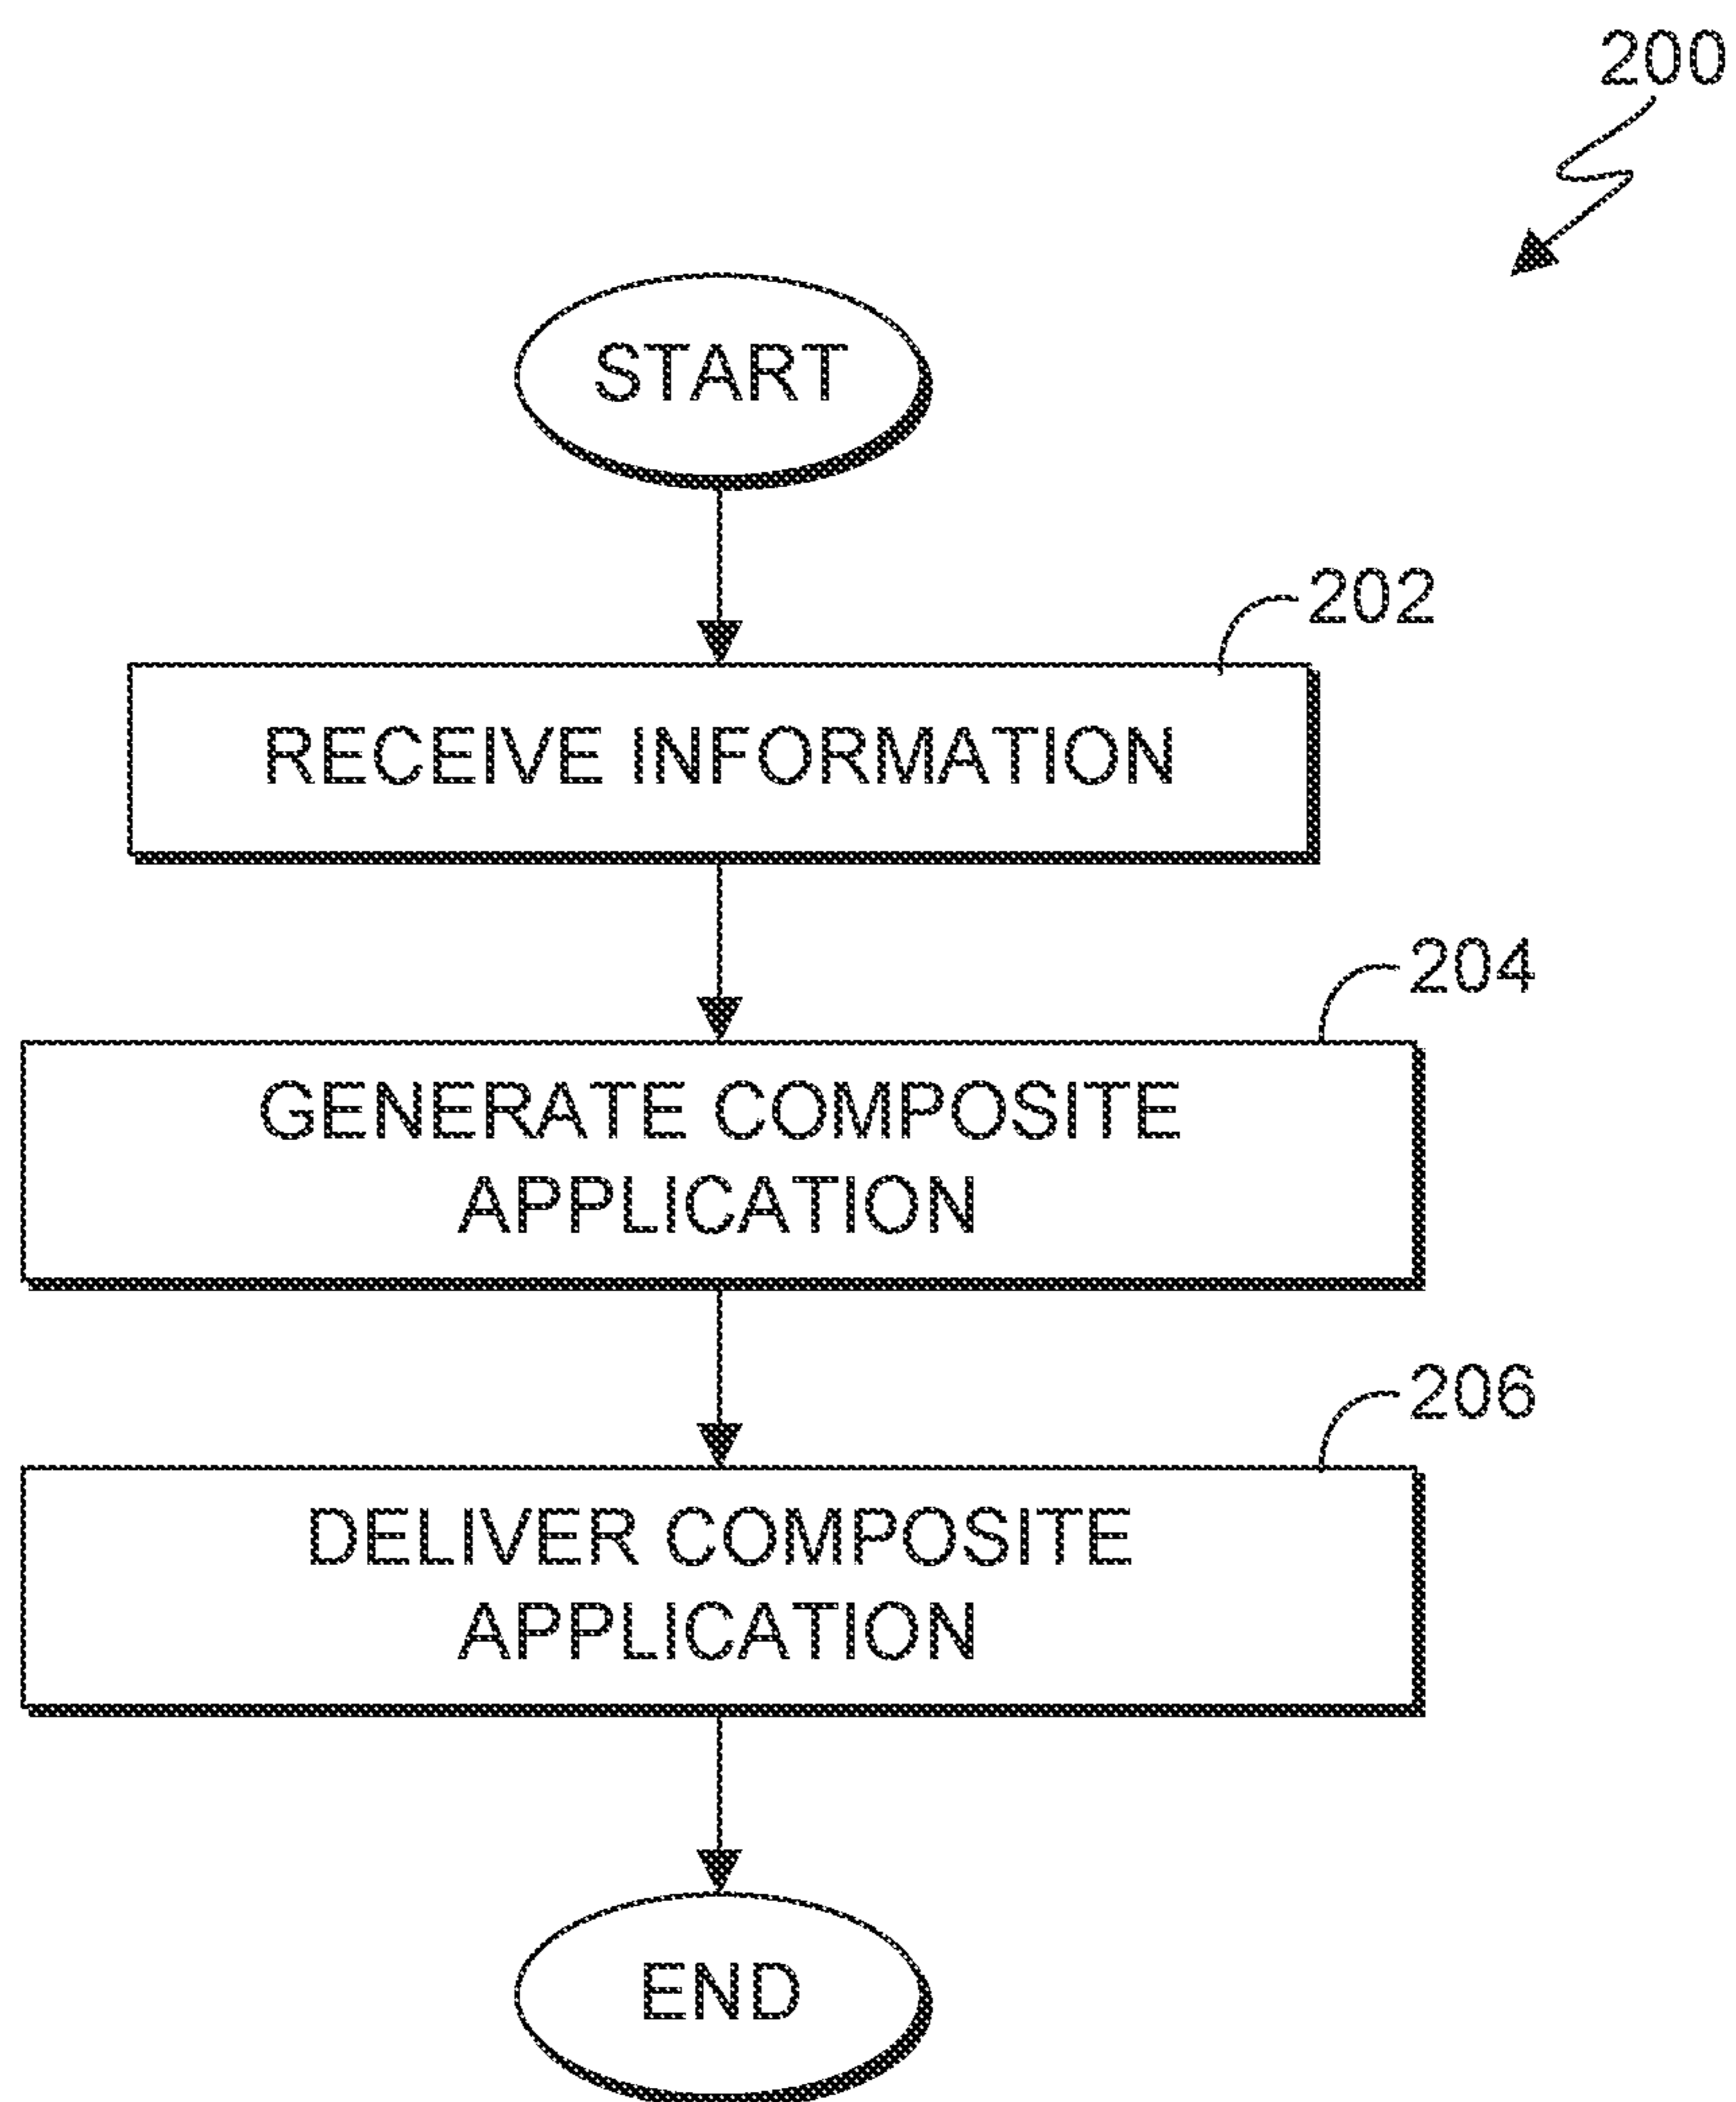 200
START
202
RECEIVE INFORMATION
204
GENERATE COMPOSITE
APPLICATION
206
DELIVER COMPOSITE
APPLICATION
END